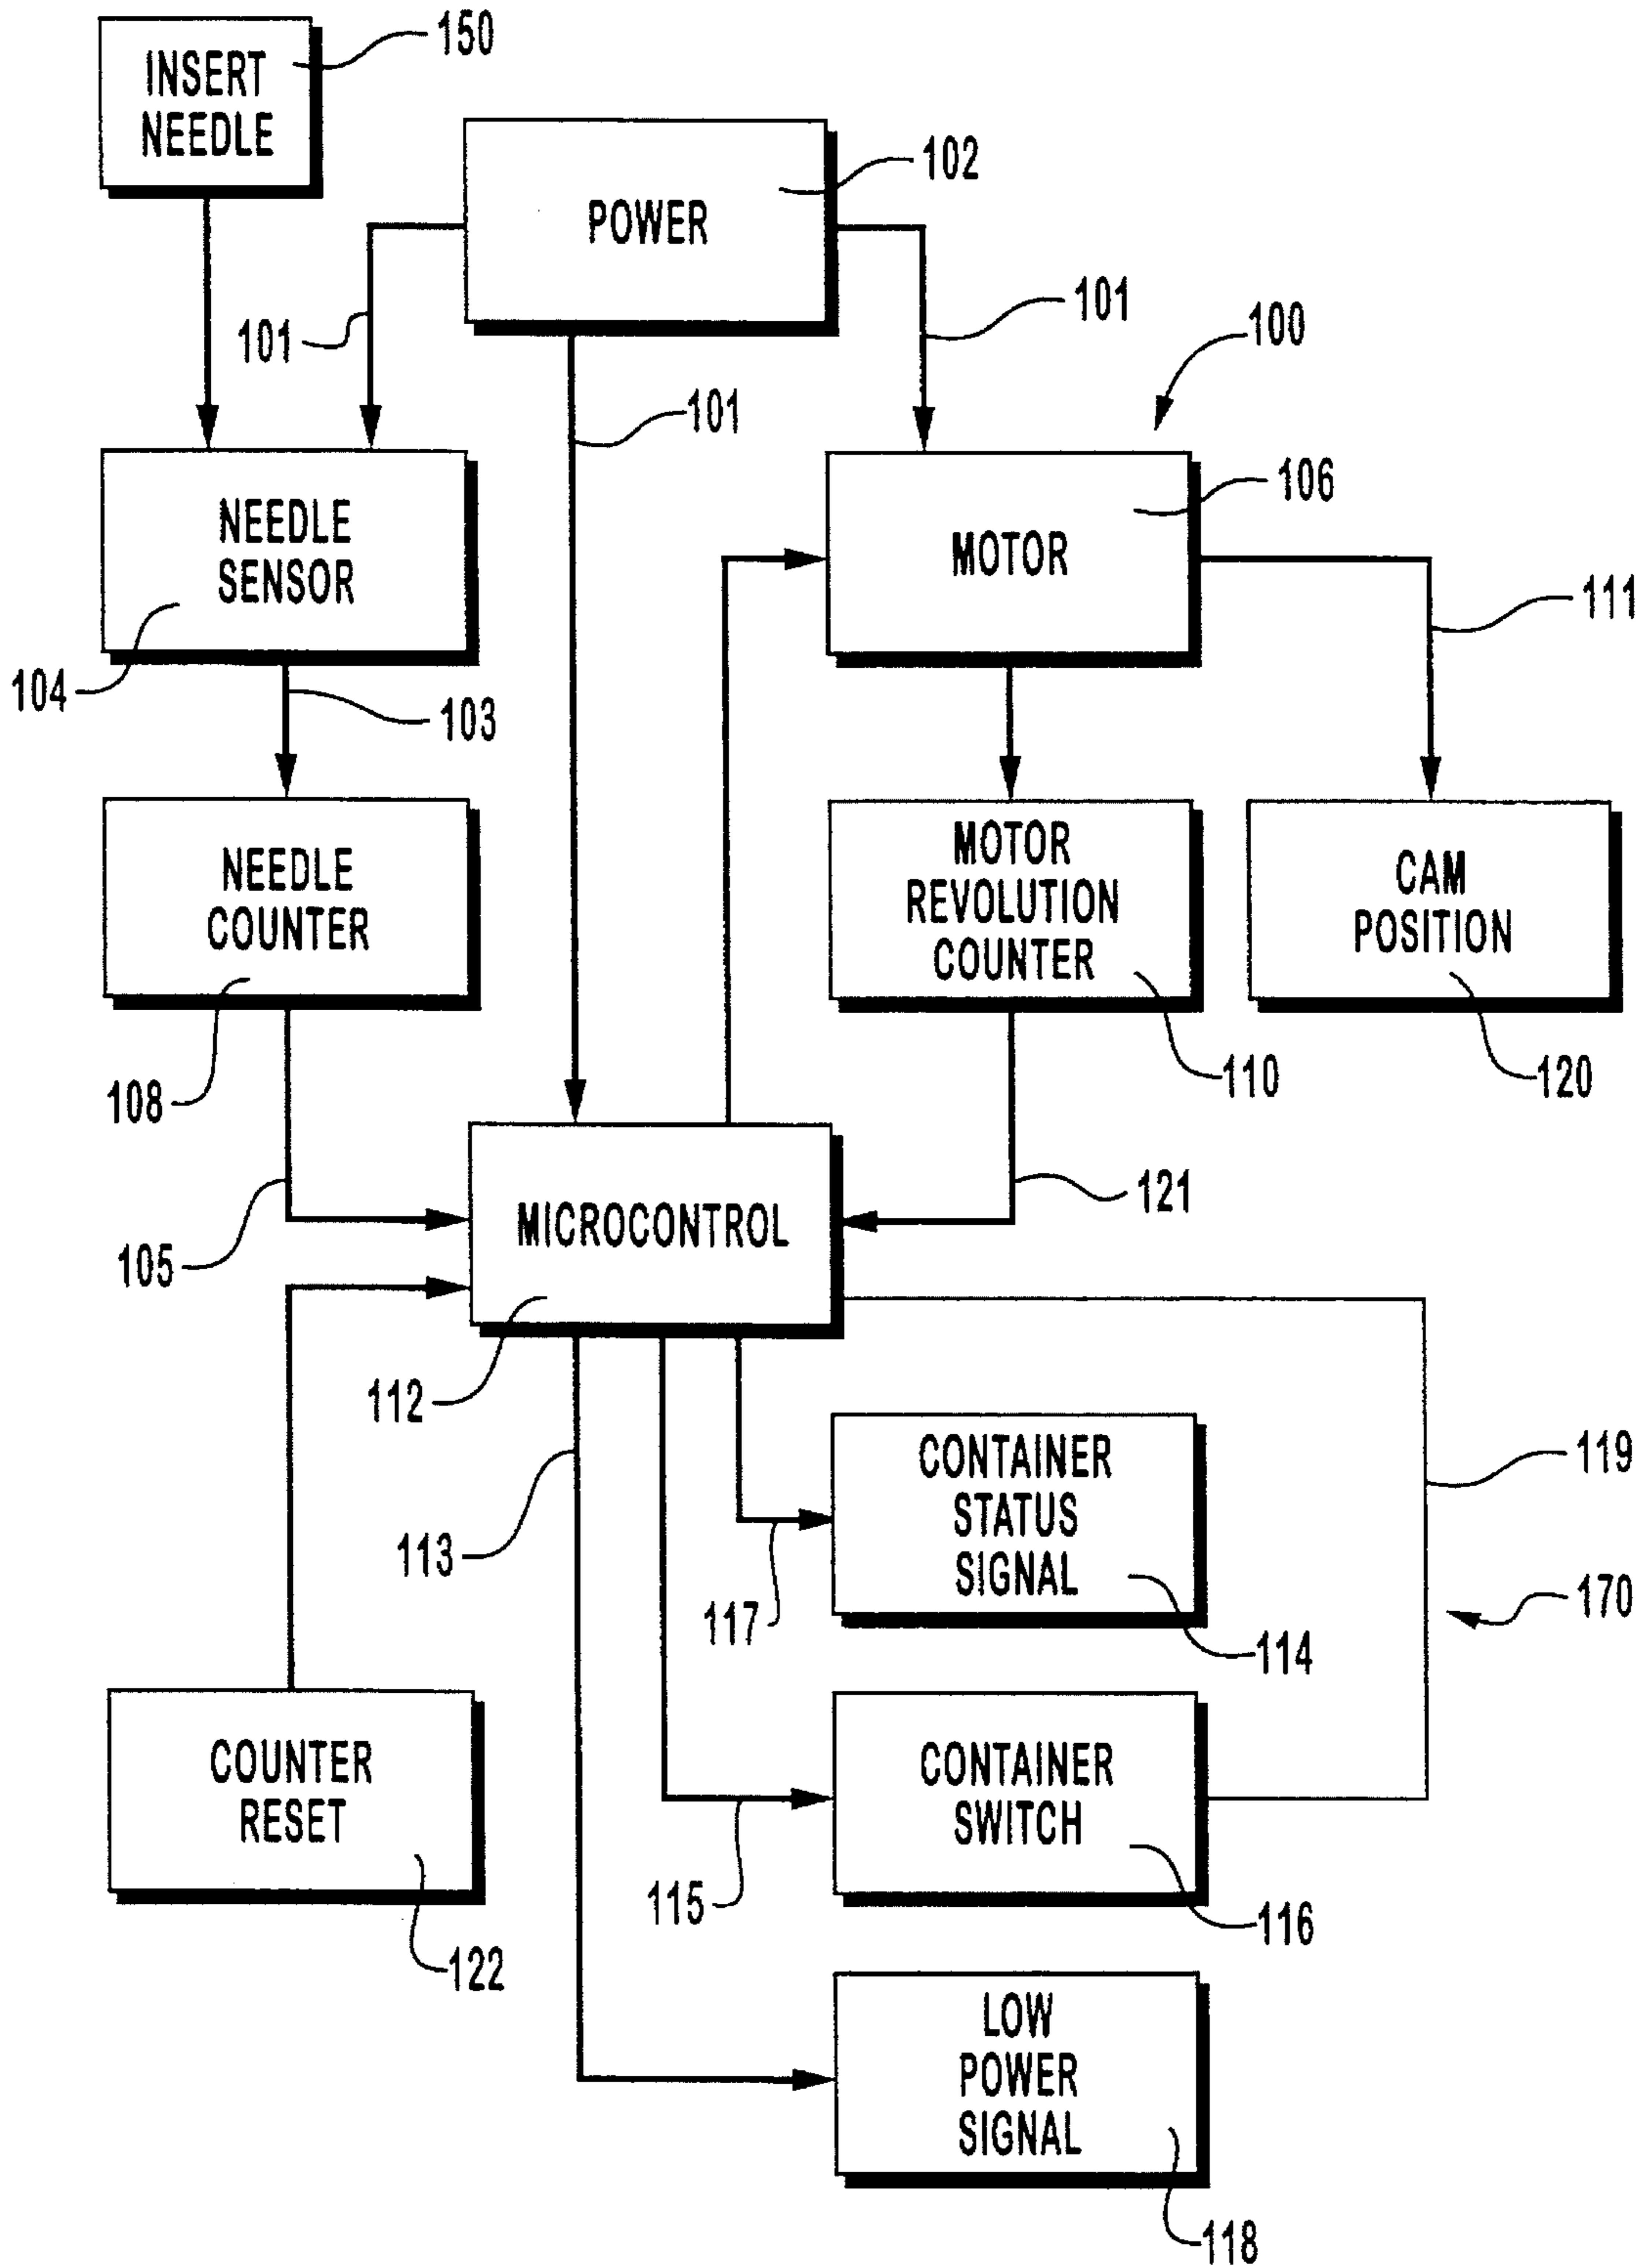 150
INSERT
NEEDLE
102
POWER
101
101
100
101
106
NEEDLE
SENSOR
MOTOR
111
104
103
NEEDLE
COUNTER
MOTOR
REVOLUTION
COUNTER
CAM
POSITION
108
110
120
121
MICROCONTROL
105
112
119
CONTAINER
STATUS
SIGNAL
113
117
170
114
COUNTER
RESET
CONTAINER
SWITCH
115
116
122
LOW
POWER
SIGNAL
118